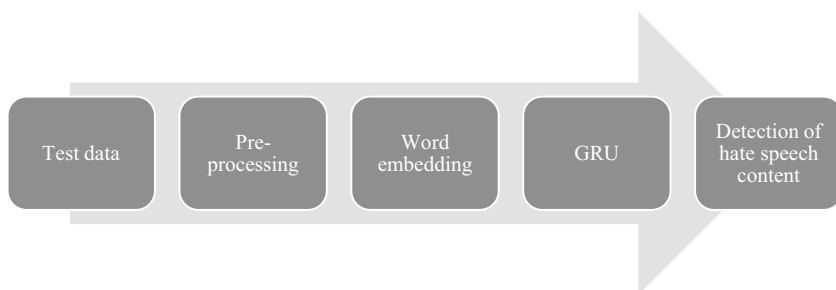 Test data
Pre-
processing
Word
embedding
GRU
Detection of
hate speech
content